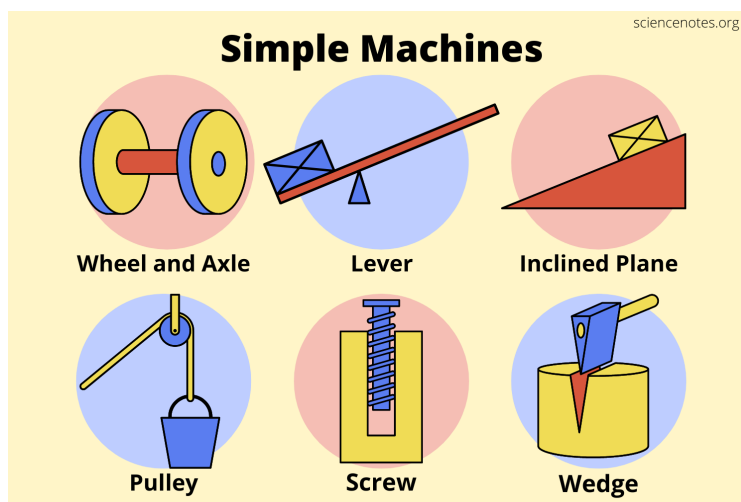 sciencenotes.org
Simple Machines
Wheel and Axle
Lever
Inclined Plane
Pulley
Screw
Wedge